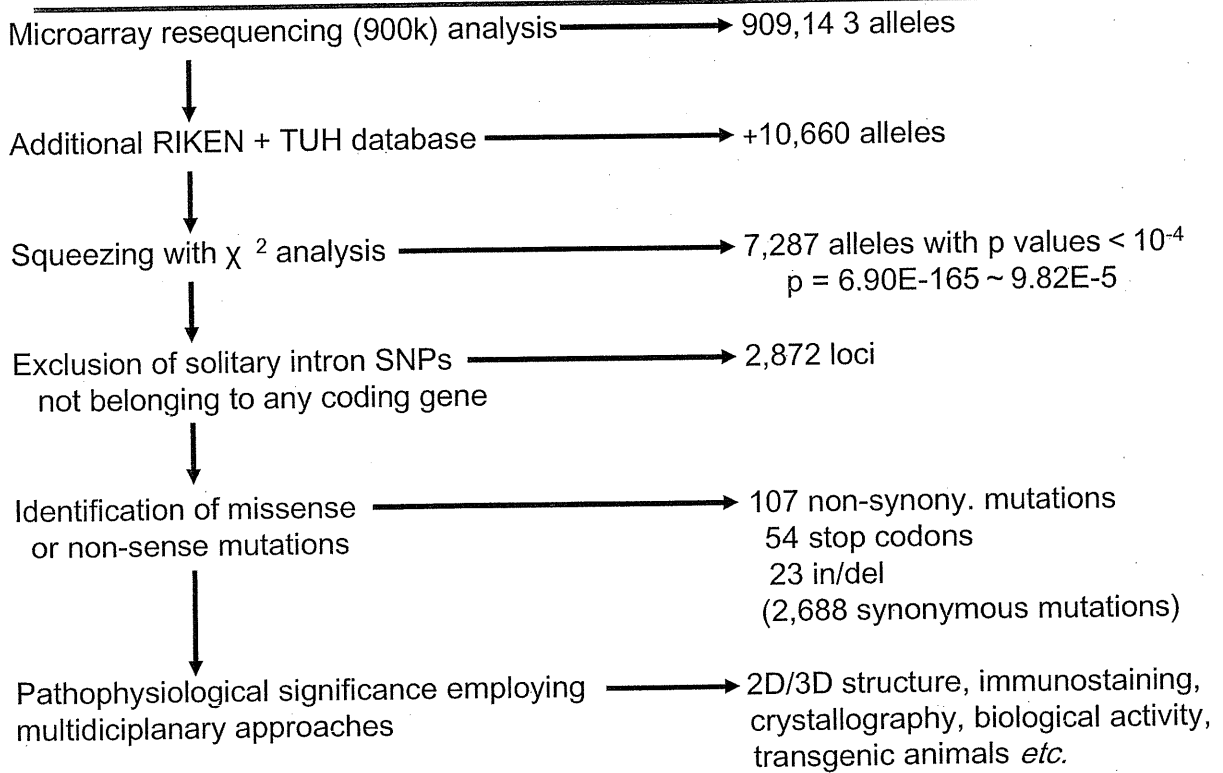 Microarray resequencing (900k) analysis
909,14 3 alleles
Additional RIKEN + TUH database
+10,660 alleles
Squeezing with χ ² analysis
7,287 alleles with p values < 10⁻⁴
p = 6.90E-165 ~ 9.82E-5
Exclusion of solitary intron SNPs
not belonging to any coding gene
2,872 loci
Identification of missense
or non-sense mutations
107 non-synony. mutations
54 stop codons
23 in/del
(2,688 synonymous mutations)
Pathophysiological significance employing
multidiciplanary approaches
2D/3D structure, immunostaining,
crystallography, biological activity,
transgenic animals etc.